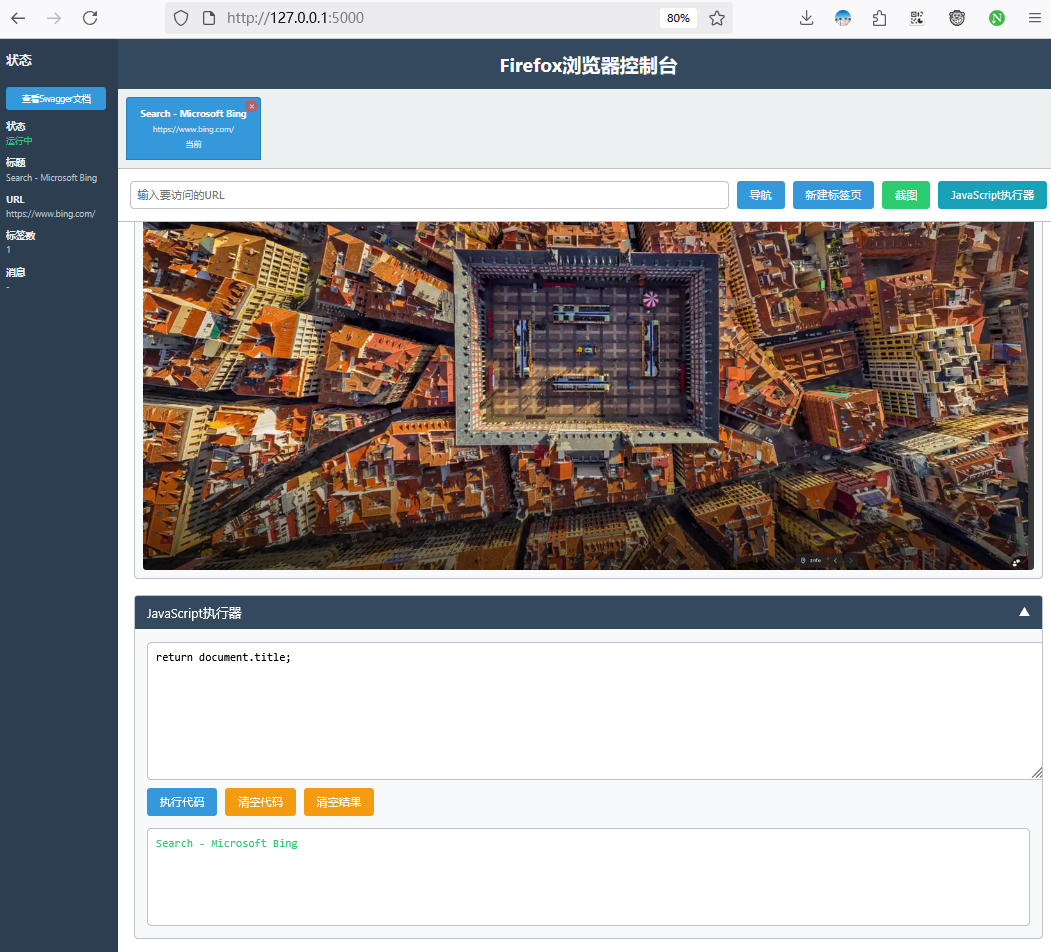 http://127.0.0.1:5000
80%
状态
查看Swagger文档
状态
运行中
标题
Search - Microsoft Bing
URL
https://www.bing.com/
标签数
1
消息
-
Firefox浏览器控制台
Search - Microsoft Bing
×
https://www.bing.com/
当前
输入要访问的URL
导航
新建标签页
截图
JavaScript执行器
Info
JavaScript执行器
return document.title;
执行代码
清空代码
清空结果
Search - Microsoft Bing